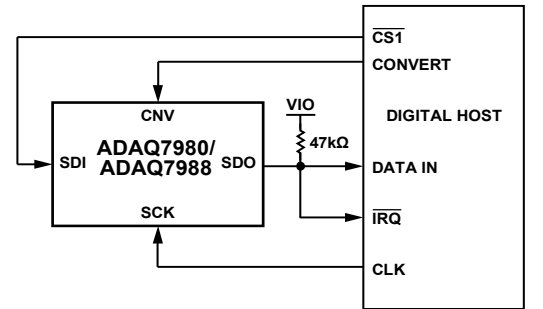 CS1
CONVERT
CNV
VIO
DIGITAL HOST
ADAQ7980/
ADAQ7988
47kΩ
SDI
SDO
DATA IN
SCK
IRQ
CLK